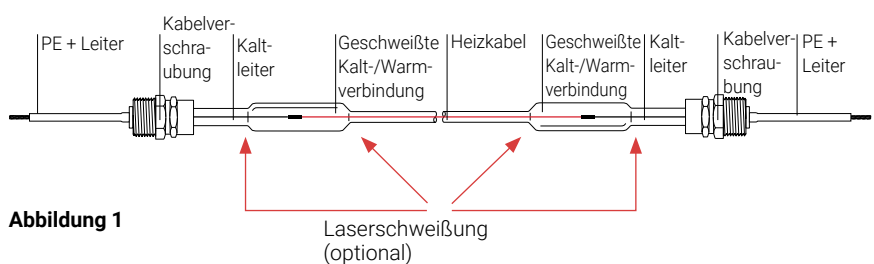 PE + Leiter
Kabelver-
schra-
ubung
Kalt-
leiter
Geschweißte
Kalt-/Warm-
verbindung
Heizkabel
Geschweißte
Kalt-/Warm-
verbindung
Kalt-
leiter
Kabelver-
schrau-
bung
PE +
Leiter
Abbildung 1
Laserschweißung
(optional)